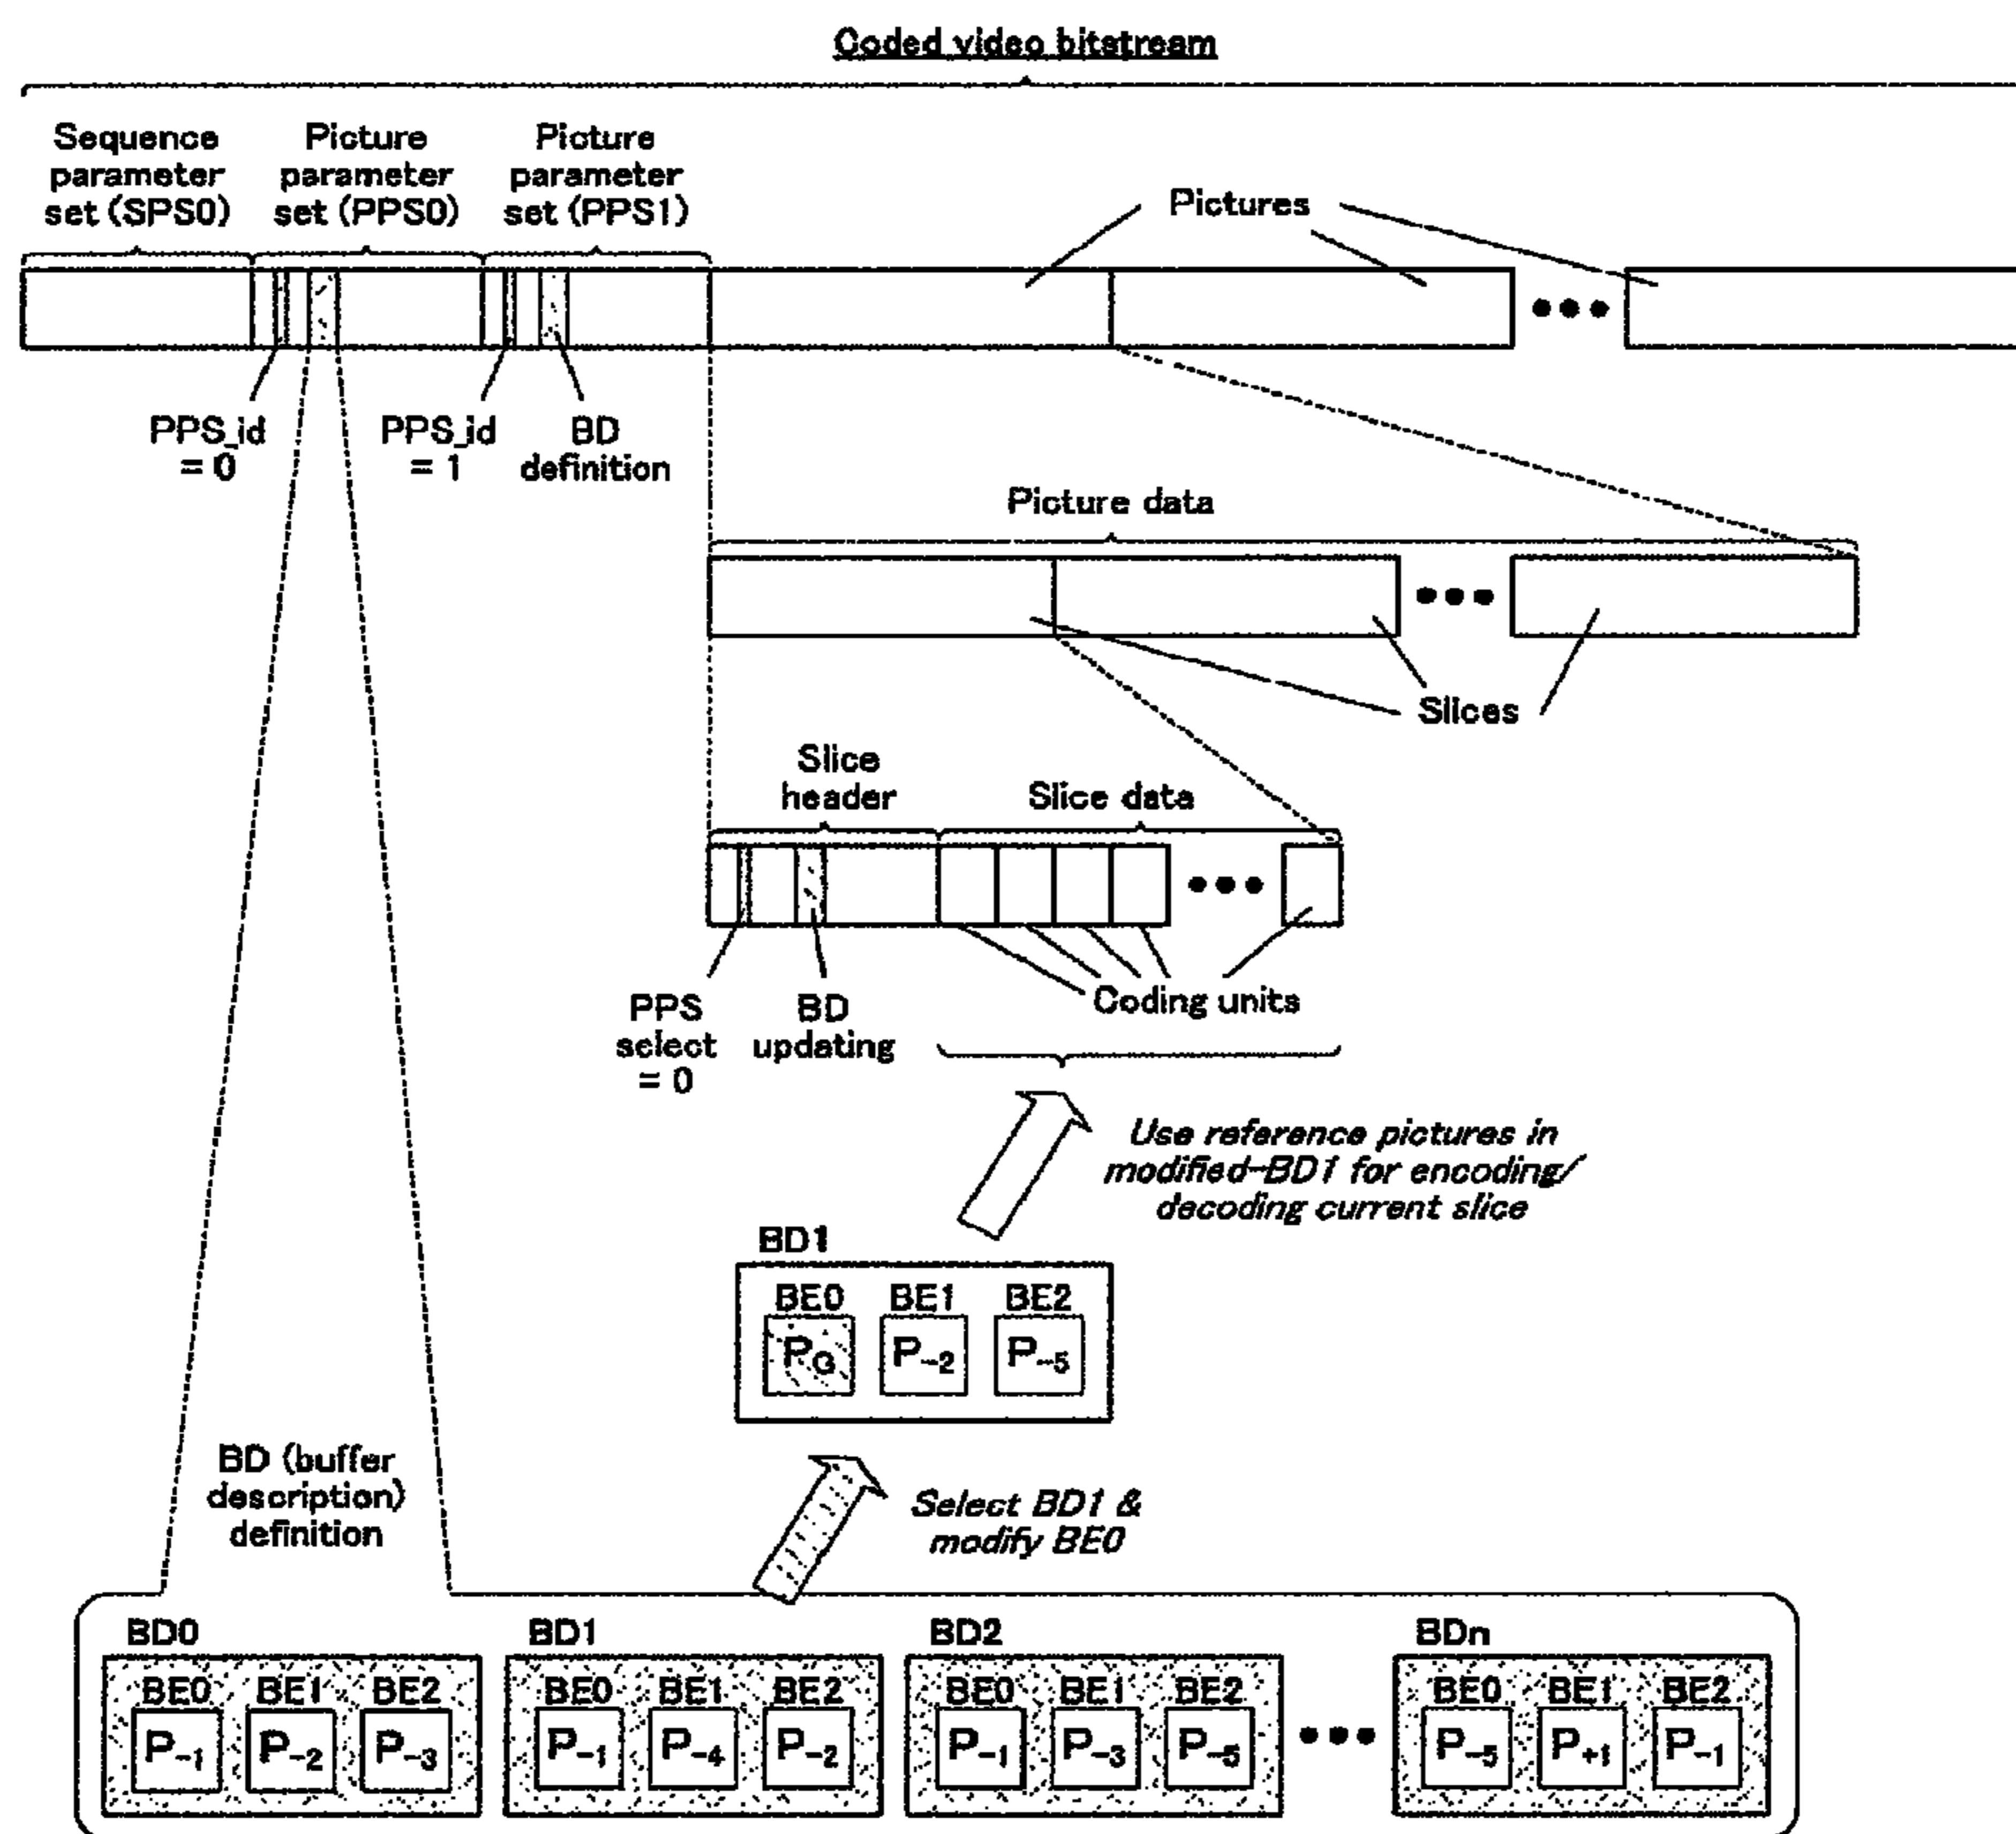 Coded video bitstream
Sequence
parameter
set (SPS0)
Picture
parameter
set (PPS0)
Picture
parameter
set (PPS1)
Pictures
PPS_id
= 0
PPS_id
= 1
BD
definition
Picture data
Slices
Slice
header
Slice data
PPS
select
= 0
BD
updating
Coding units
Use reference pictures in
modified-BD1 for encoding/
decoding current slice
BD1
BE0 BE1 BE2
PG P-2 P-5
BD (buffer
description)
definition
Select BD1 &
modify BE0
BD0 BD1 BD2 BDn
BE0 BE1 BE2 BE0 BE1 BE2 BE0 BE1 BE2 BE0 BE1 BE2
P-1 P-2 P-3 P-1 P-4 P-2 P-1 P-3 P-5 P-5 P+1 P-1